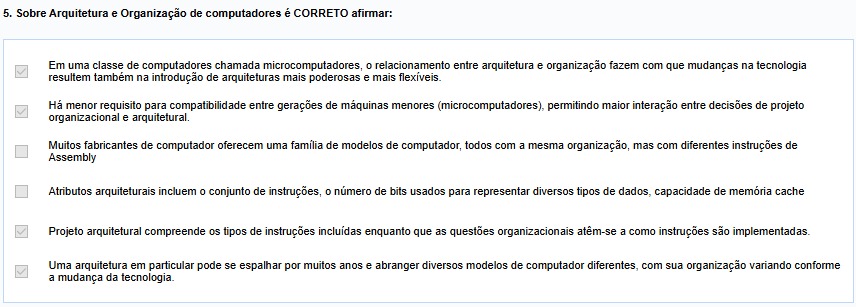 5. Sobre Arquitetura e Organização de computadores é CORRETO afirmar:
Em uma classe de computadores chamada microcomputadores, o relacionamento entre arquitetura e organização fazem com que mudanças na tecnologia
resultem também na introdução de arquiteturas mais poderosas e mais flexíveis.
Há menor requisito para compatibilidade entre gerações de máquinas menores (microcomputadores), permitindo maior interação entre decisões de projeto
organizacional e arquitetural.
Muitos fabricantes de computador oferecem uma família de modelos de computador, todos com a mesma organização, mas com diferentes instruções de
Assembly
Atributos arquiteturais incluem o conjunto de instruções, o número de bits usados para representar diversos tipos de dados, capacidade de memória cache
Projeto arquitetural compreende os tipos de instruções incluídas enquanto que as questões organizacionais atêm-se a como instruções são implementadas.
Uma arquitetura em particular pode se espalhar por muitos anos e abranger diversos modelos de computador diferentes, com sua organização variando conforme
a mudança da tecnologia.